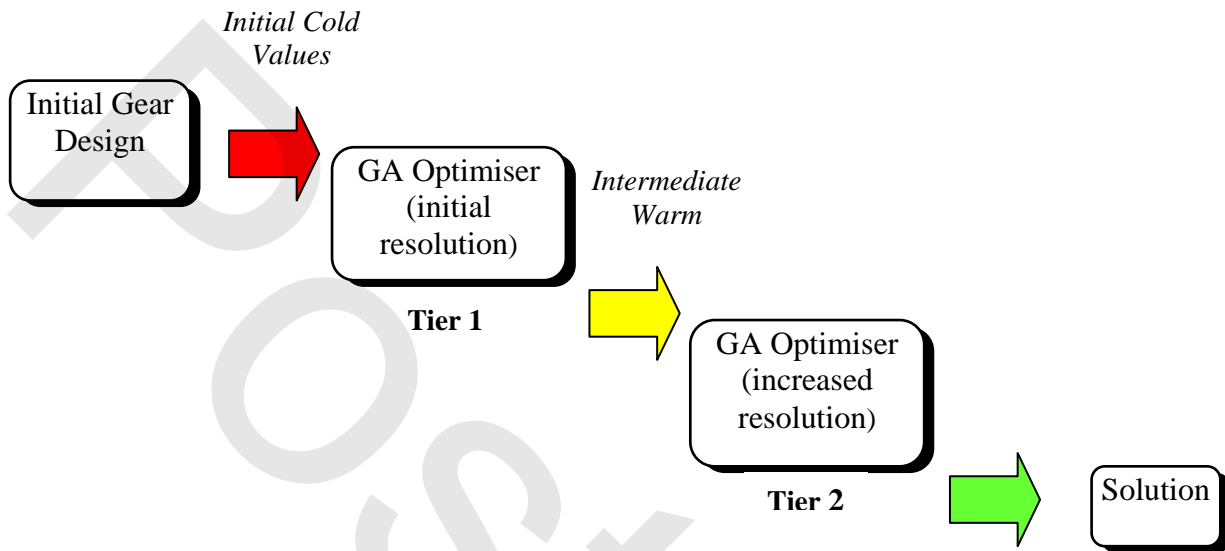 Initial Cold
Values
Initial Gear
Design
GA Optimiser
(initial
resolution)
Tier 1
Intermediate
Warm
GA Optimiser
(increased
resolution)
Tier 2
Solution